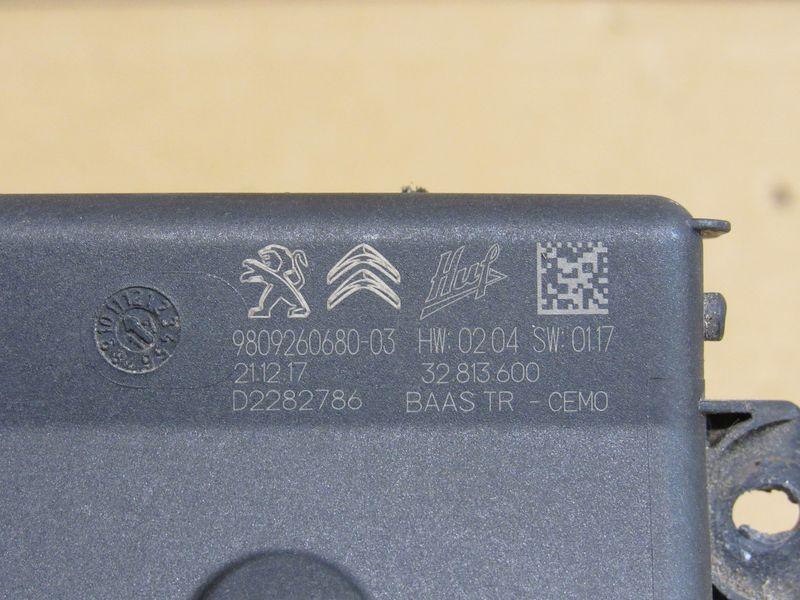 Huf
9809260680-03 HW: 02.04 SW: 01.17
21.12.17 32.813.600
D2282786 BAAS TR - CEMO